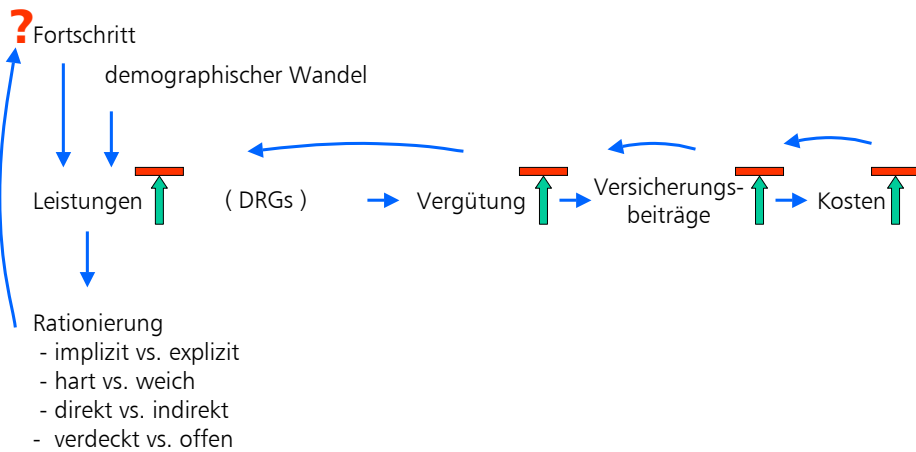 ? Fortschritt
demographischer Wandel
Leistungen ( DRGs ) Vergütung Versicherungs-
beiträge Kosten
Rationierung
- implizit vs. explizit
- hart vs. weich
- direkt vs. indirekt
- verdeckt vs. offen